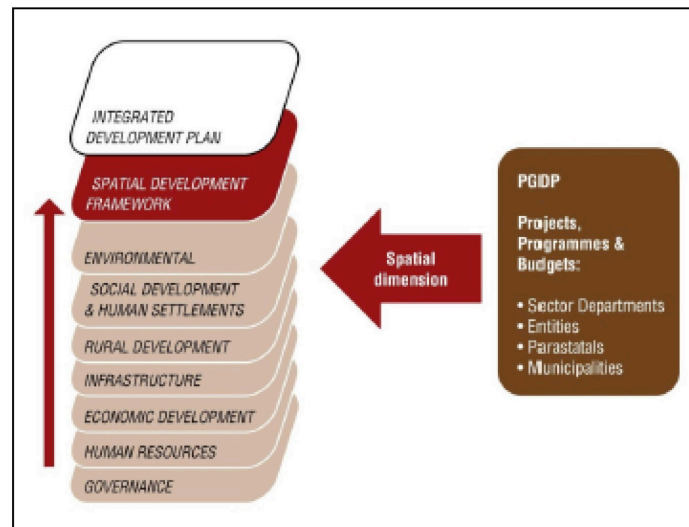 INTEGRATED
DEVELOPMENT PLAN
SPATIAL DEVELOPMENT
FRAMEWORK
ENVIRONMENTAL
SOCIAL DEVELOPMENT
& HUMAN SETTLEMENTS
RURAL DEVELOPMENT
INFRASTRUCTURE
ECONOMIC DEVELOPMENT
HUMAN RESOURCES
GOVERNANCE
Spatial
dimension
PGIDP
Projects,
Programmes &
Budgets:
• Sector Departments
• Entities
• Parastatals
• Municipalities